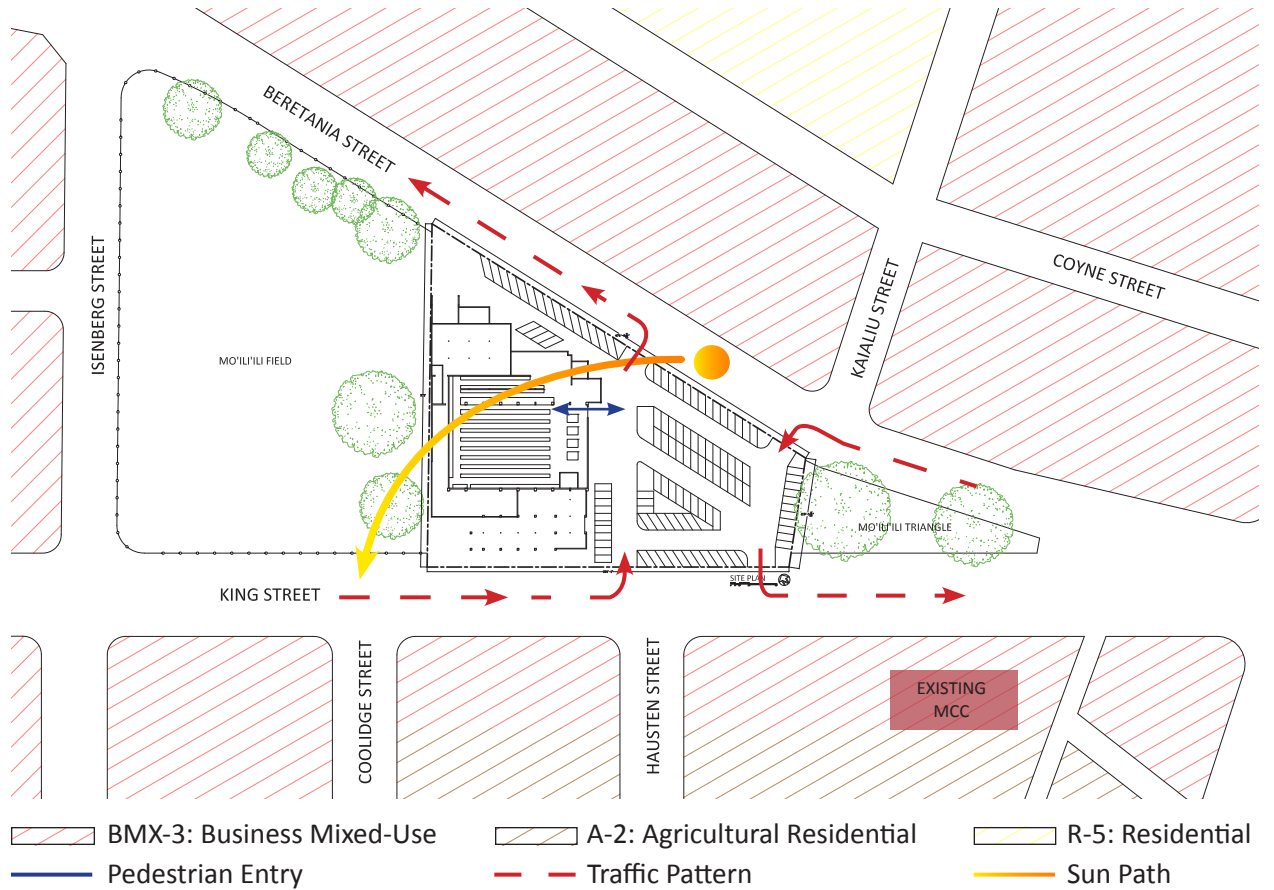 BERETANIA STREET
ISENBERG STREET
COYNE STREET
KAIALIU STREET
MO'ILI'ILI FIELD
MO'ILI'ILI TRIANGLE
SITE PLAN
KING STREET
COOLIDGE STREET
HAUSTEN STREET
EXISTING
MCC
BMX-3: Business Mixed-Use
A-2: Agricultural Residential
R-5: Residential
Pedestrian Entry
Traffic Pattern
Sun Path